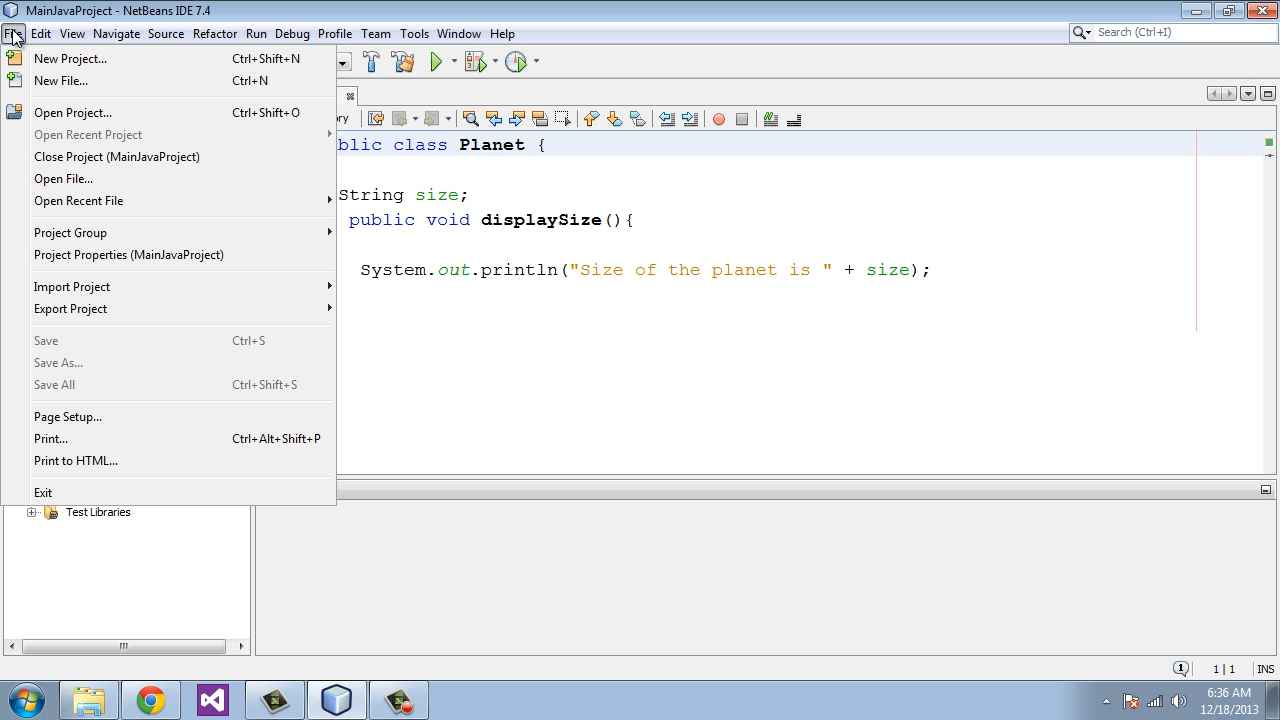 MainJavaProject - NetBeans IDE 7.4
File Edit View Navigate Source Refactor Run Debug Profile Team Tools Window Help
Search (Ctrl+I)
New Project... Ctrl+Shift+N
New File... Ctrl+N
Open Project... Ctrl+Shift+O
Open Recent Project
Close Project (MainJavaProject)
Open File...
Open Recent File
Project Group
Project Properties (MainJavaProject)
Import Project
Export Project
Save Ctrl+S
Save As...
Save All Ctrl+Shift+S
Page Setup...
Print... Ctrl+Alt+Shift+P
Print to HTML...
Exit
ry
blic class Planet {
String size;
public void displaySize(){
System.out.println("Size of the planet is " + size);
Test Libraries
1 | 1 INS
6:36 AM
12/18/2013